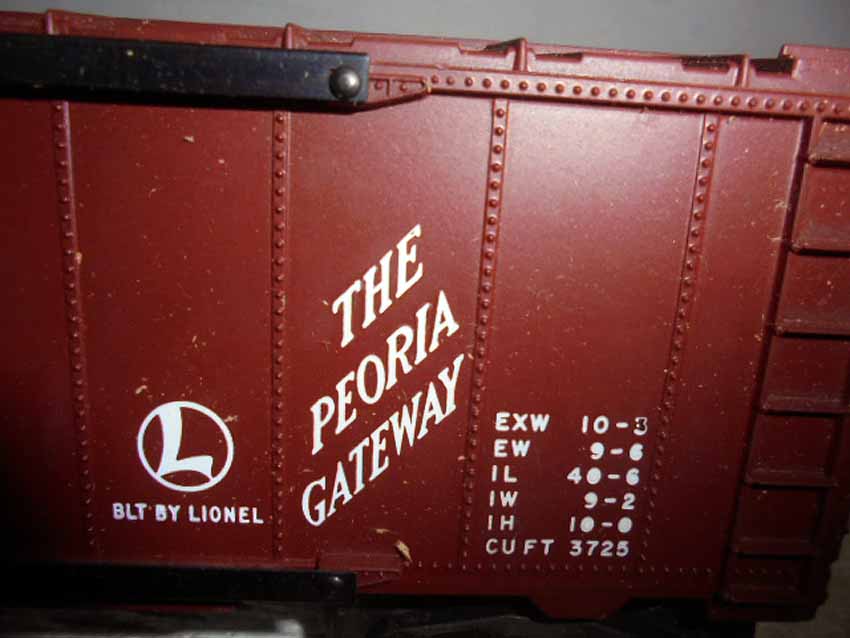 THE
PEORIA
GATEWAY
L
BLT BY LIONEL
EXW 10-3
EW 9-6
IL 40-6
IW 9-2
IH 10-0
CU FT 3725